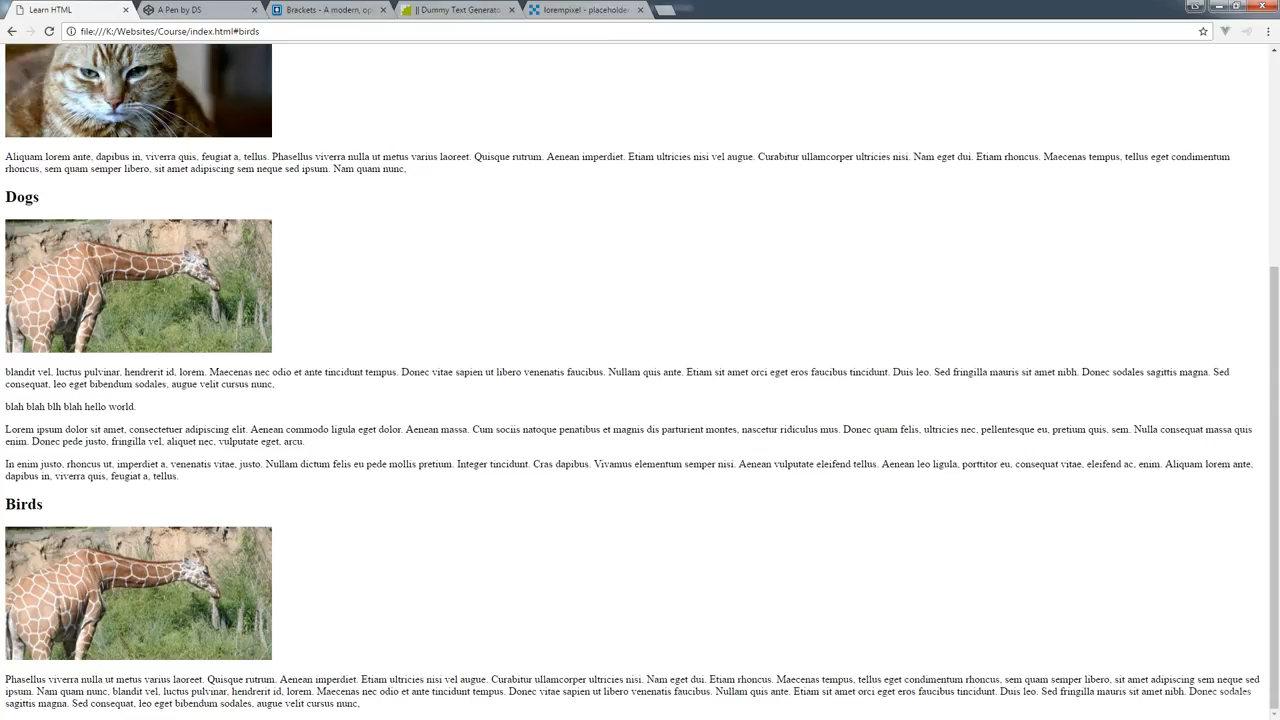 Learn HTML
A Pen by DS
Brackets - A modern, op
|| Dummy Text Generato
lorempixel - placeholde
LS
file:///K:/Websites/Course/index.html#birds
Aliquam lorem ante, dapibus in, viverra quis, feugiat a, tellus. Phasellus viverra nulla ut metus varius laoreet. Quisque rutrum. Aenean imperdiet. Etiam ultricies nisi vel augue. Curabitur ullamcorper ultricies nisi. Nam eget dui. Etiam rhoncus. Maecenas tempus, tellus eget condimentum
rhoncus, sem quam semper libero, sit amet adipiscing sem neque sed ipsum. Nam quam nunc,
Dogs
blandit vel, luctus pulvinar, hendrerit id, lorem. Maecenas nec odio et ante tincidunt tempus. Donec vitae sapien ut libero venenatis faucibus. Nullam quis ante. Etiam sit amet orci eget eros faucibus tincidunt. Duis leo. Sed fringilla mauris sit amet nibh. Donec sodales sagittis magna. Sed
consequat, leo eget bibendum sodales, augue velit cursus nunc,
blah blah blh blah hello world.
Lorem ipsum dolor sit amet, consectetuer adipiscing elit. Aenean commodo ligula eget dolor. Aenean massa. Cum sociis natoque penatibus et magnis dis parturient montes, nascetur ridiculus mus. Donec quam felis, ultricies nec, pellentesque eu, pretium quis, sem. Nulla consequat massa quis
enim. Donec pede justo, fringilla vel, aliquet nec, vulputate eget, arcu.
In enim justo, rhoncus ut, imperdiet a, venenatis vitae, justo. Nullam dictum felis eu pede mollis pretium. Integer tincidunt. Cras dapibus. Vivamus elementum semper nisi. Aenean vulputate eleifend tellus. Aenean leo ligula, porttitor eu, consequat vitae, eleifend ac, enim. Aliquam lorem ante,
dapibus in, viverra quis, feugiat a, tellus.
Birds
Phasellus viverra nulla ut metus varius laoreet. Quisque rutrum. Aenean imperdiet. Etiam ultricies nisi vel augue. Curabitur ullamcorper ultricies nisi. Nam eget dui. Etiam rhoncus. Maecenas tempus, tellus eget condimentum rhoncus, sem quam semper libero, sit amet adipiscing sem neque sed
ipsum. Nam quam nunc, blandit vel, luctus pulvinar, hendrerit id, lorem. Maecenas nec odio et ante tincidunt tempus. Donec vitae sapien ut libero venenatis faucibus. Nullam quis ante. Etiam sit amet orci eget eros faucibus tincidunt. Duis leo. Sed fringilla mauris sit amet nibh. Donec sodales
sagittis magna. Sed consequat, leo eget bibendum sodales, augue velit cursus nunc,